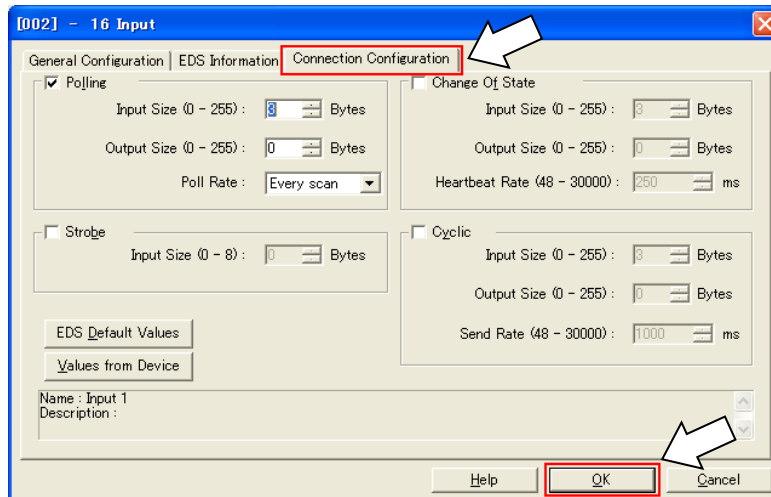 [002] - 16 Input
General Configuration | EDS Information | Connection Configuration
Polling
Input Size (0 - 255) : 3 Bytes
Output Size (0 - 255) : 0 Bytes
Poll Rate : Every scan
Change Of State
Input Size (0 - 255) : 3 Bytes
Output Size (0 - 255) : 0 Bytes
Heartbeat Rate (48 - 30000) : 250 ms
Strobe
Input Size (0 - 8) : 0 Bytes
Cyclic
Input Size (0 - 255) : 3 Bytes
Output Size (0 - 255) : 0 Bytes
Send Rate (48 - 30000) : 1000 ms
EDS Default Values
Values from Device
Name : Input 1
Description :
Help
OK
Cancel